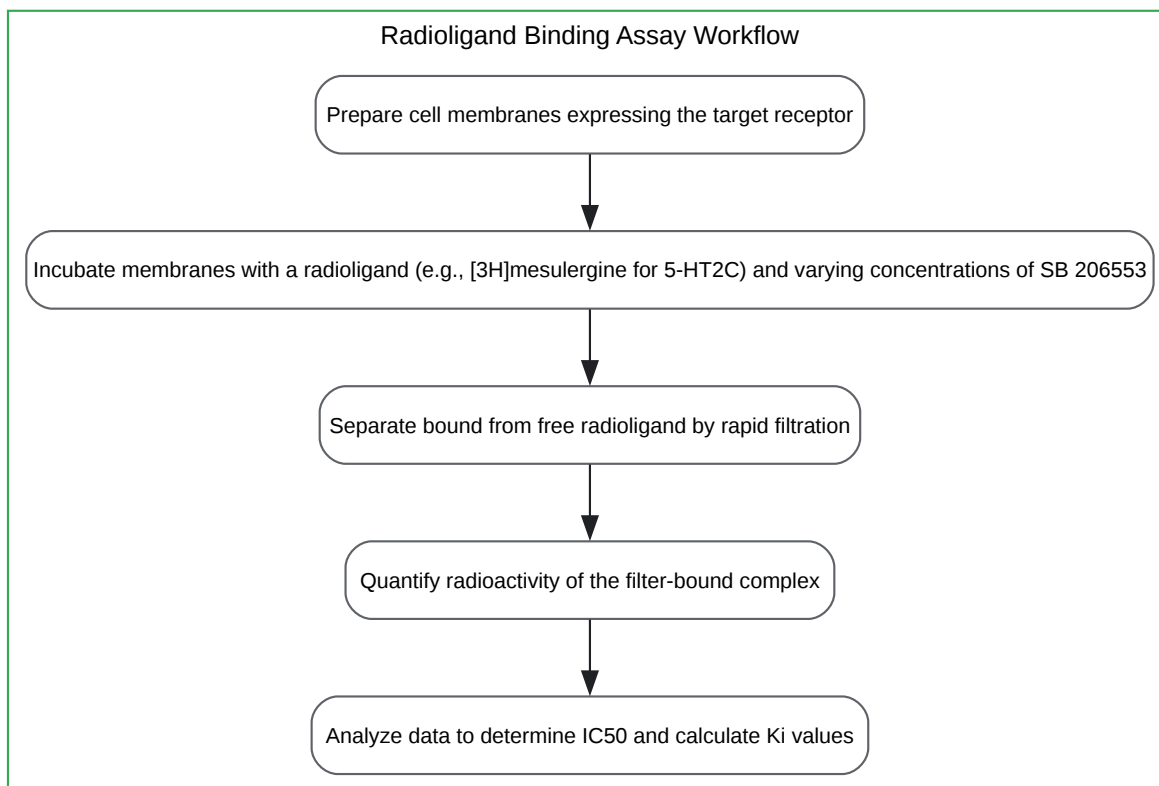 Radioligand Binding Assay Workflow
Prepare cell membranes expressing the target receptor
Incubate membranes with a radioligand (e.g., [3H]mesulergine for 5-HT2C) and varying concentrations of SB 206553
Separate bound from free radioligand by rapid filtration
Quantify radioactivity of the filter-bound complex
Analyze data to determine IC50 and calculate Ki values